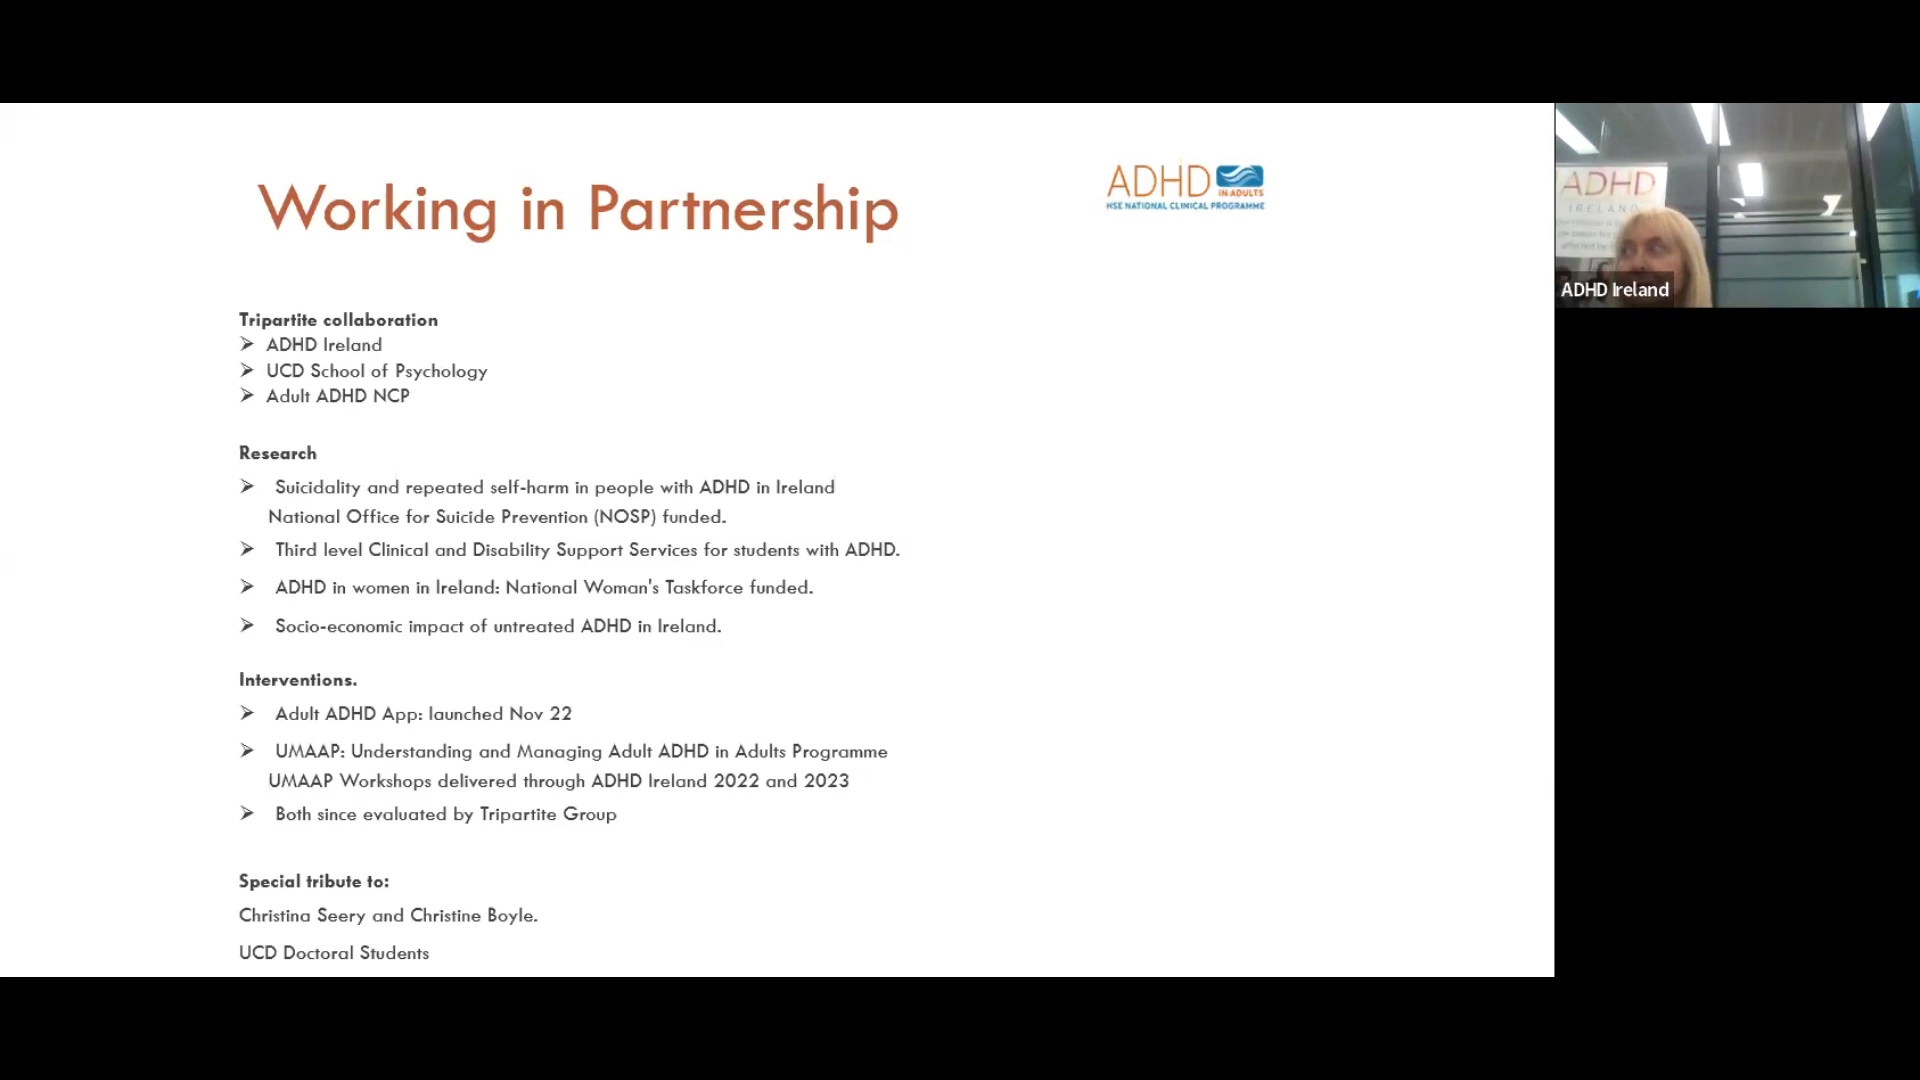 Working in Partnership
ADHD
IN ADULTS
HSE NATIONAL CLINICAL PROGRAMME
Tripartite collaboration
➢ ADHD Ireland
➢ UCD School of Psychology
➢ Adult ADHD NCP
Research
➢ Suicidality and repeated self-harm in people with ADHD in Ireland
National Office for Suicide Prevention (NOSP) funded.
➢ Third level Clinical and Disability Support Services for students with ADHD.
➢ ADHD in women in Ireland: National Woman's Taskforce funded.
➢ Socio-economic impact of untreated ADHD in Ireland.
Interventions.
➢ Adult ADHD App: launched Nov 22
➢ UMAAP: Understanding and Managing Adult ADHD in Adults Programme
UMAAP Workshops delivered through ADHD Ireland 2022 and 2023
➢ Both since evaluated by Tripartite Group
Special tribute to:
Christina Seery and Christine Boyle.
UCD Doctoral Students
ADHD
IRELAND
ADHD Ireland